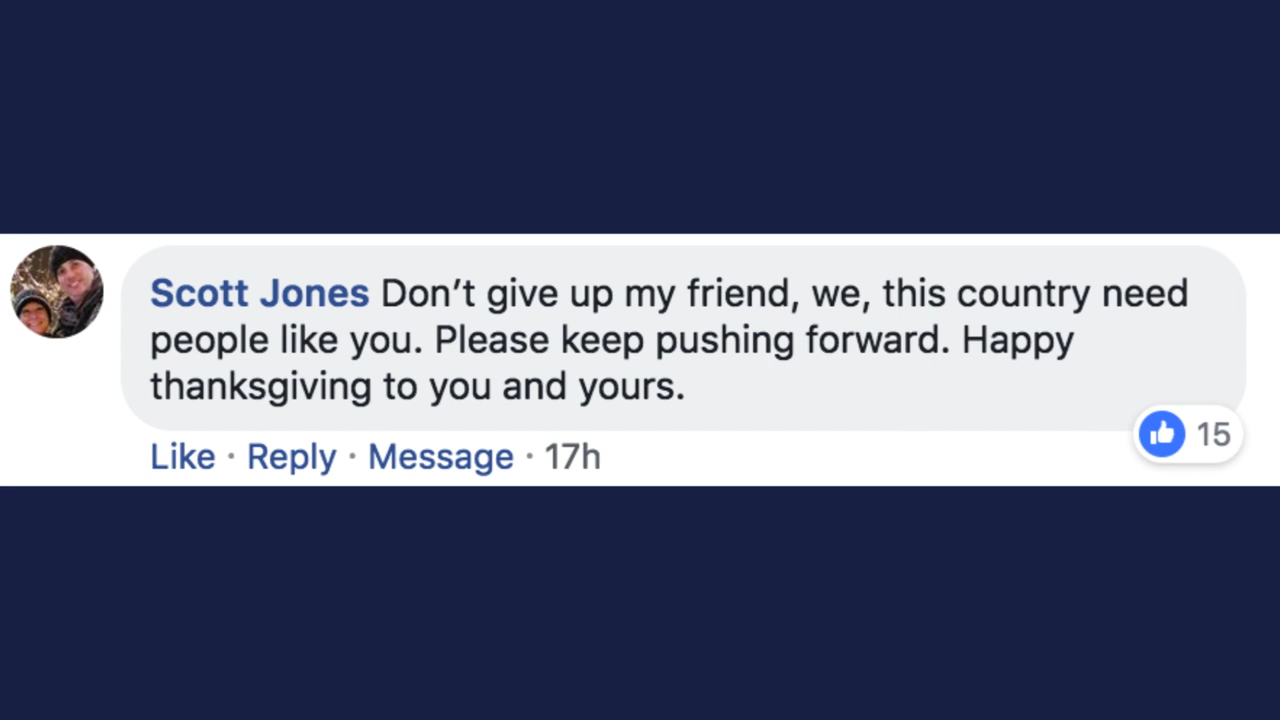 Scott Jones Don’t give up my friend, we, this country need
people like you. Please keep pushing forward. Happy
thanksgiving to you and yours.
15
Like · Reply · Message · 17h